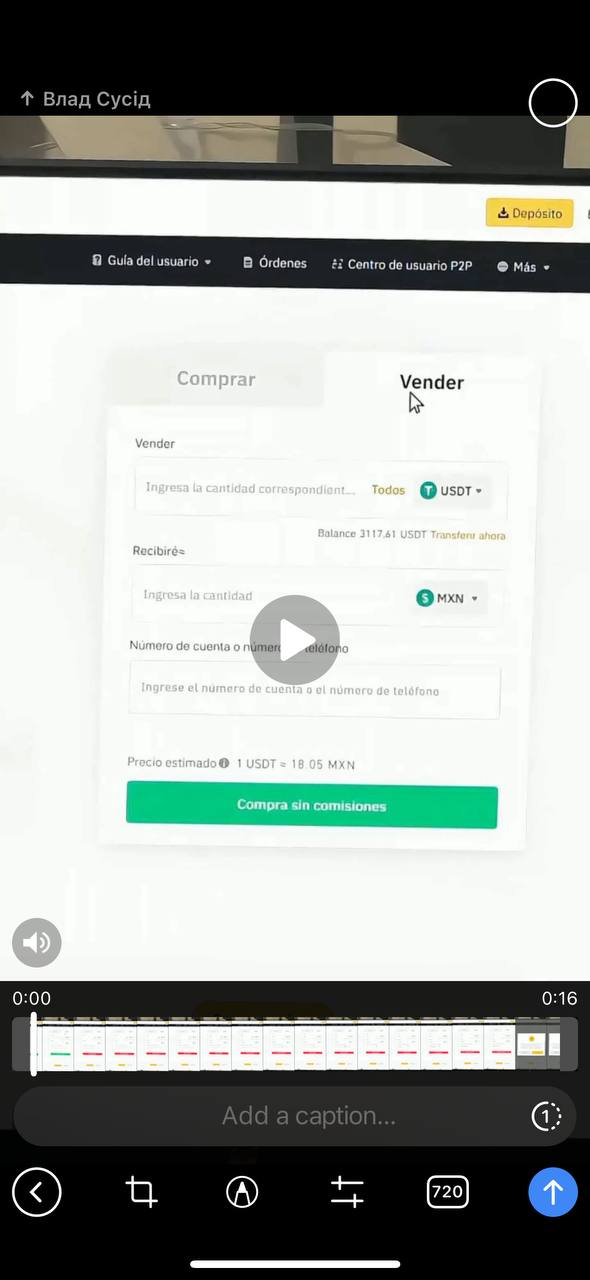 Влад Сусід
Depósito
Guía del usuario
Órdenes
Centro de usuario P2P
Más
Comprar
Vender
Vender
Ingresa la cantidad correspondient...
Todos
USDT
Balance 3117,61 USDT Transferir ahora
Recibiré≈
Ingresa la cantidad
MXN
Número de cuenta o número teléfono
Ingrese el número de cuenta o el número de teléfono
Precio estimado 1 USDT ≈ 18.05 MXN
Compra sin comisiones
0:00
0:16
Add a caption...
1
720